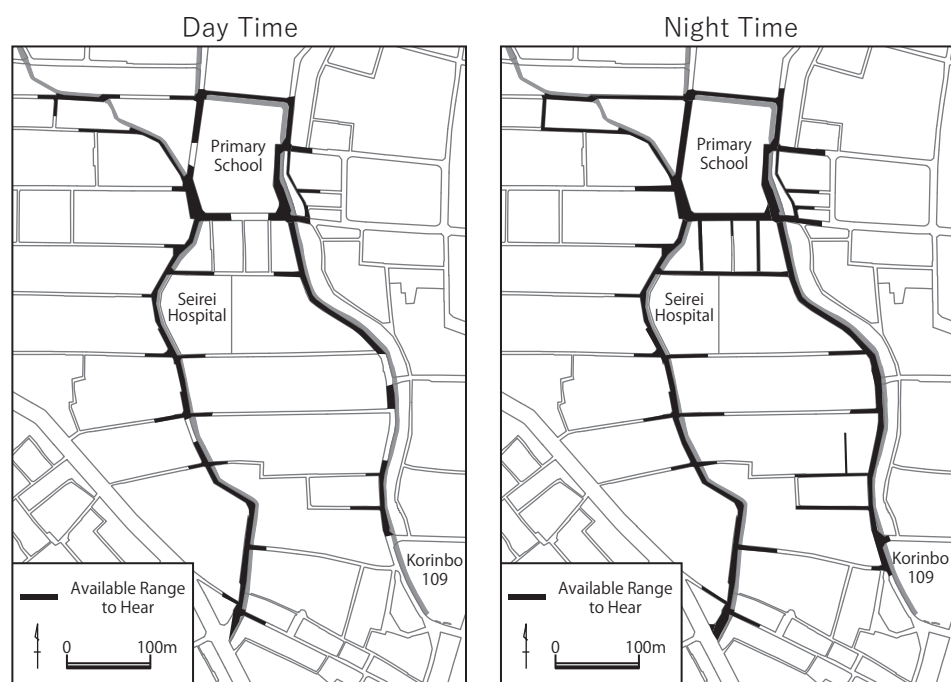 Day Time
Primary
School
Seirei
Hospital
Korinbo
109
Available Range
to Hear
0
100m
Night Time
Primary
School
Seirei
Hospital
Korinbo
109
Available Range
to Hear
0
100m